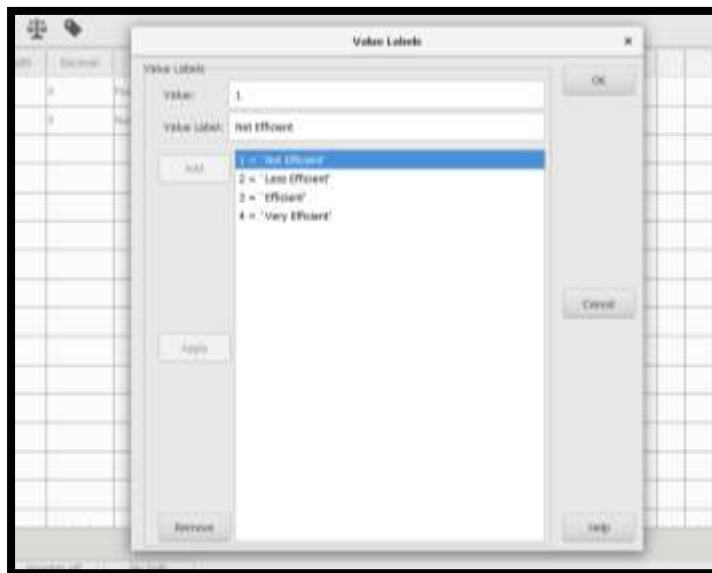 Value Labels
×
Decimal
Value Labels
Value:
1
OK
Value Label:
Not Efficient
Add
1 = `Not Efficient'
2 = `Less Efficient'
3 = `Efficient'
4 = `Very Efficient'
Cancel
Apply
Remove
Help